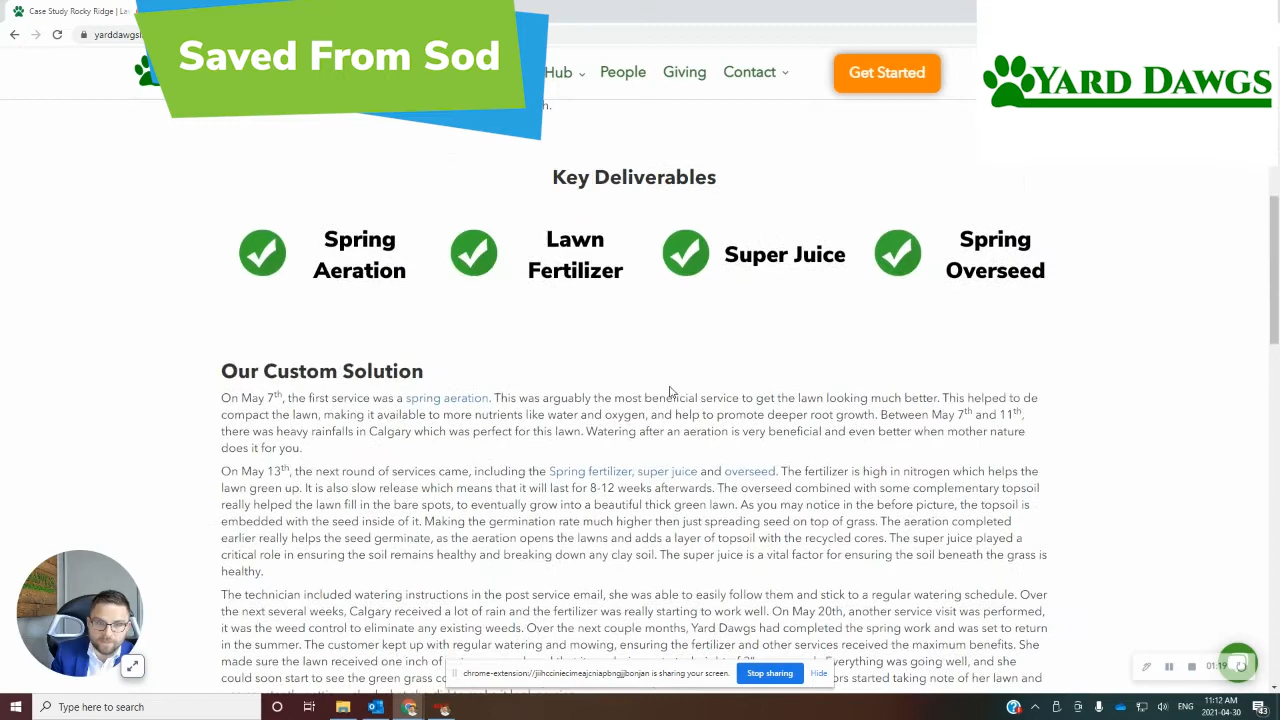 Case Study Rocky Ridge | La
yarddawgs
Saved From Sod
Hub
People
Giving
Contact
Get Started
YARD DAWGS
h.
Key Deliverables
Spring
Aeration
Lawn
Fertilizer
Super Juice
Spring
Overseed
Our Custom Solution
On May 7th, the first service was a spring aeration. This was arguably the most beneficial service to get the lawn looking much better. This helped to de
compact the lawn, making it available to more nutrients like water and oxygen, and help to promote deeper root growth. Between May 7th and 11th,
there was heavy rainfalls in Calgary which was perfect for this lawn. Watering after an aeration is very beneficial and even better when mother nature
does it for you.
On May 13th, the next round of services came, including the Spring fertilizer, super juice and overseed. The fertilizer is high in nitrogen which helps the
lawn green up. It is also slow release which means that it will last for 8-12 weeks afterwards. The overseed combined with some complementary topsoil
really helped the lawn fill in the bare spots, to eventually grow into a beautiful thick green lawn. As you may notice in the before picture, the topsoil is
embedded with the seed inside of it. Making the germination rate much higher then just spreading seed on top of grass. The aeration completed
earlier really helps the seed germinate, as the aeration opens the lawns and adds a layer of topsoil with the recycled cores. The super juice played a
critical role in ensuring the soil remains healthy and breaking down any clay soil. The super juice is a vital factor for ensuring the soil beneath the grass is
healthy.
The technician included watering instructions in the post service email, she was able to easily follow them and stick to a regular watering schedule. Over
the next several weeks, Calgary received a lot of rain and the fertilizer was really starting to work well. On May 20th, another service visit was performed,
it was the weed control to eliminate any existing weeds. Over the next couple months, Yard Dawgs had completed the spring work and was set to return
in the summer. The customer kept up with regular watering and mowing, ensuring the fertilizer and other services received the maximum benefits. She
made sure the lawn received one inch of
Everything was going well, and she
could soon start to see the green grass co
ors started taking note of her lawn and
chrome-extension://jiihcciniecimeajcniapbngjjbonjan is sharing your screen.
Stop sharing
Hide
01:19
Type here to search
ENG
11:12 AM
2021-04-30